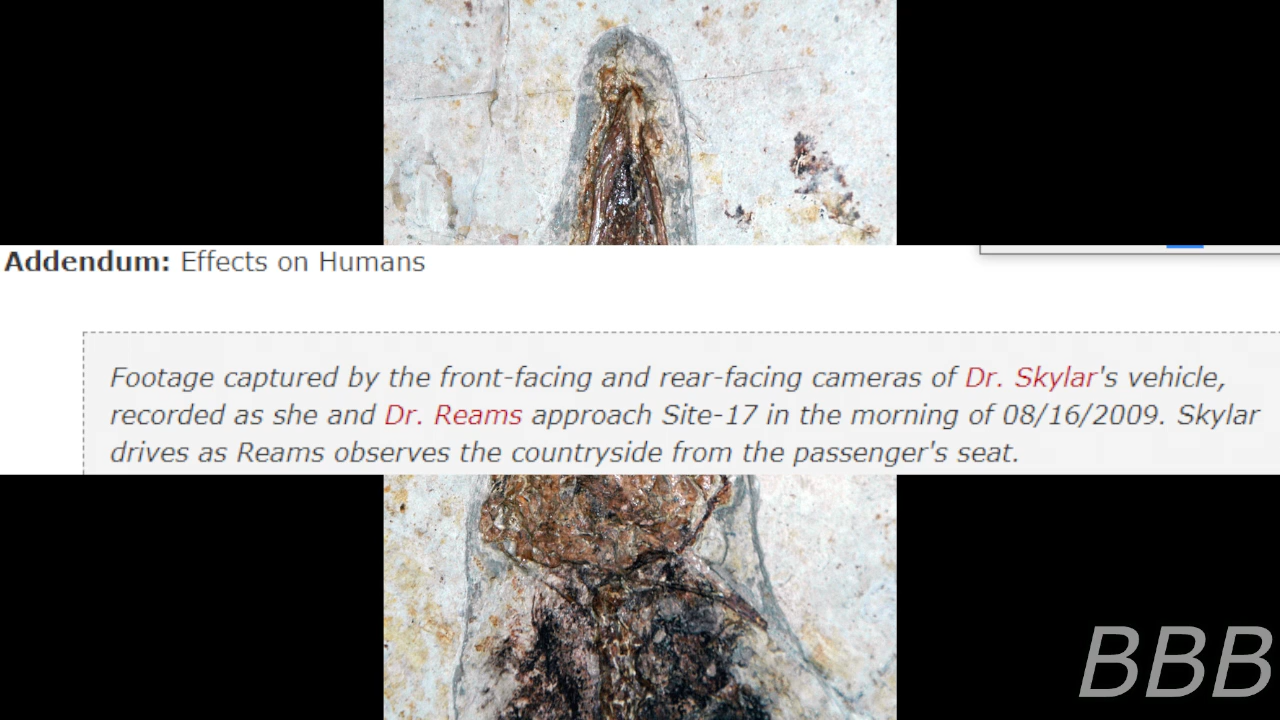 Addendum: Effects on Humans
Footage captured by the front-facing and rear-facing cameras of Dr. Skylar's vehicle,
recorded as she and Dr. Reams approach Site-17 in the morning of 08/16/2009. Skylar
drives as Reams observes the countryside from the passenger's seat.
BBB